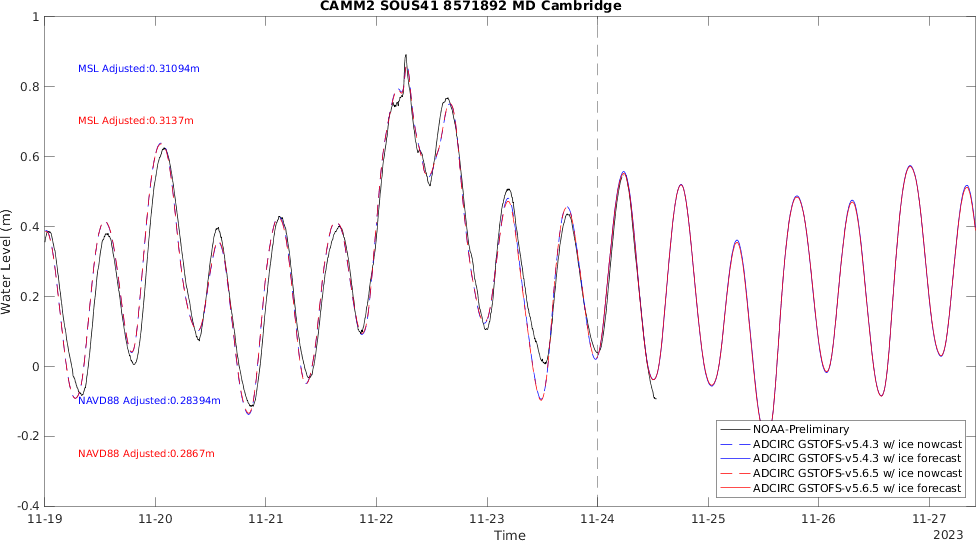 CAMM2 SOUS41 8571892 MD Cambridge
1
0.8
0.6
0.4
0.2
0
-0.2
-0.4
Water Level (m)
MSL Adjusted:0.31094m
MSL Adjusted:0.3137m
NAVD88 Adjusted:0.28394m
NAVD88 Adjusted:0.2867m
NOAA-Preliminary
ADCIRC GSTOFS-v5.4.3 w/ ice nowcast
ADCIRC GSTOFS-v5.4.3 w/ ice forecast
ADCIRC GSTOFS-v5.6.5 w/ ice nowcast
ADCIRC GSTOFS-v5.6.5 w/ ice forecast
11-19 11-20 11-21 11-22 11-23 11-24 11-25 11-26 11-27
Time
2023